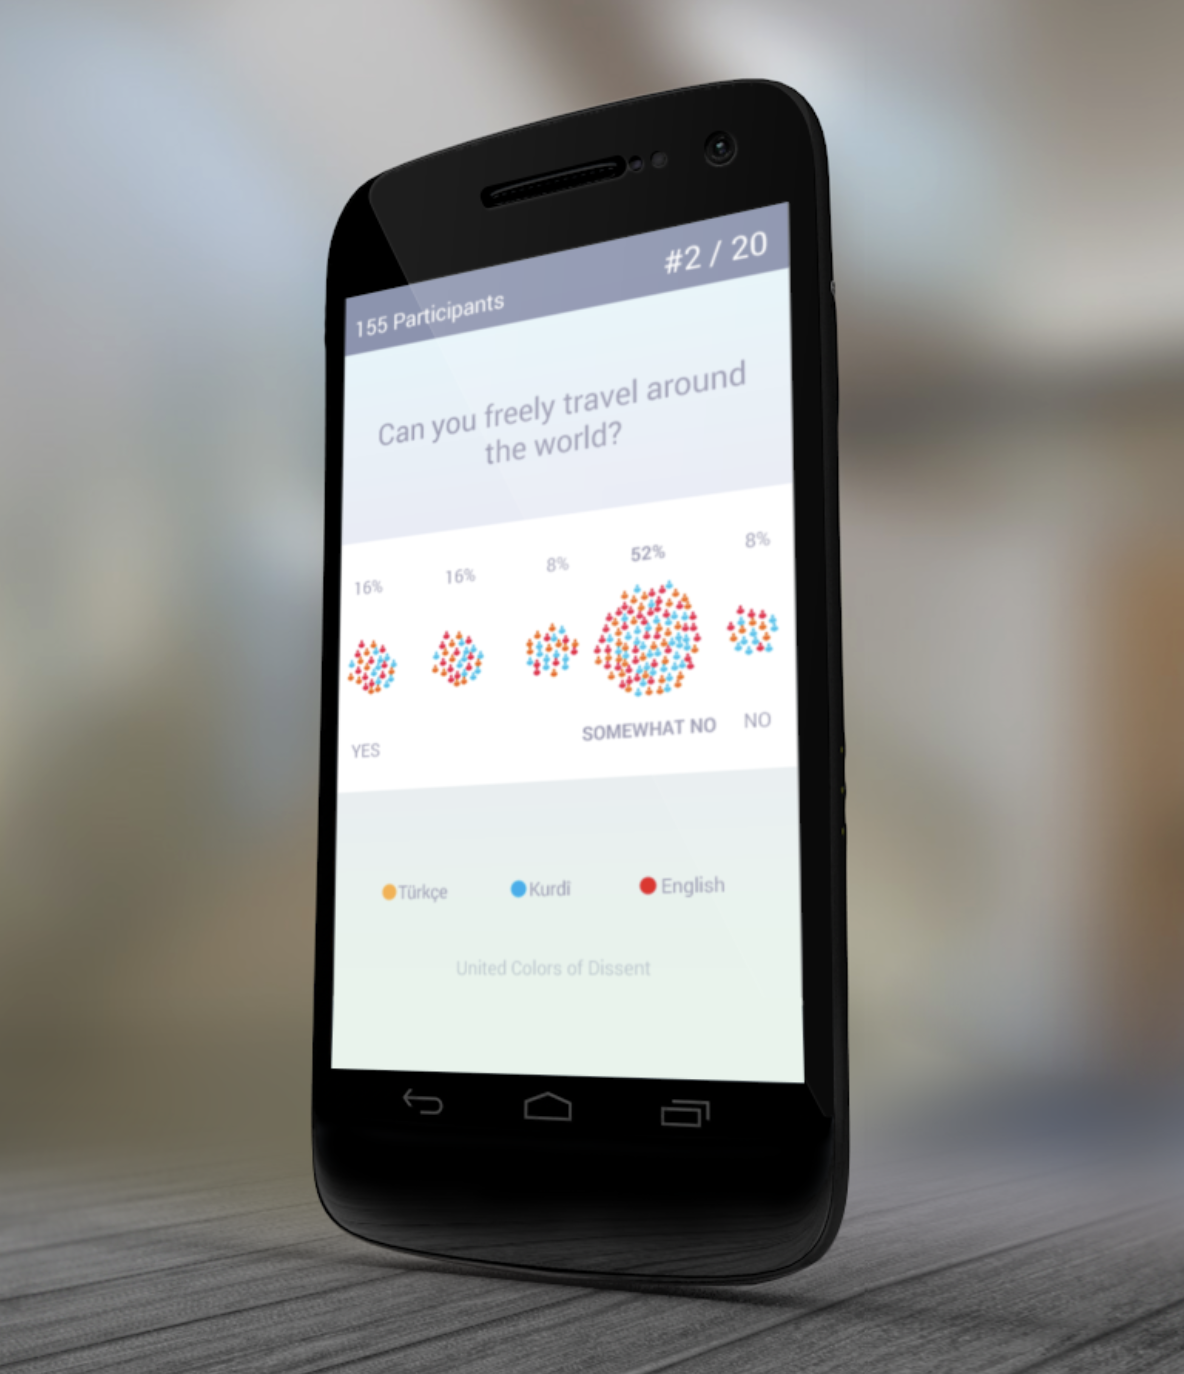 155 Participants
#2 / 20
Can you freely travel around
the world?
16%
16%
8%
52%
8%
YES
SOMEWHAT NO
NO
Türkçe
Kurdî
English
United Colors of Dissent